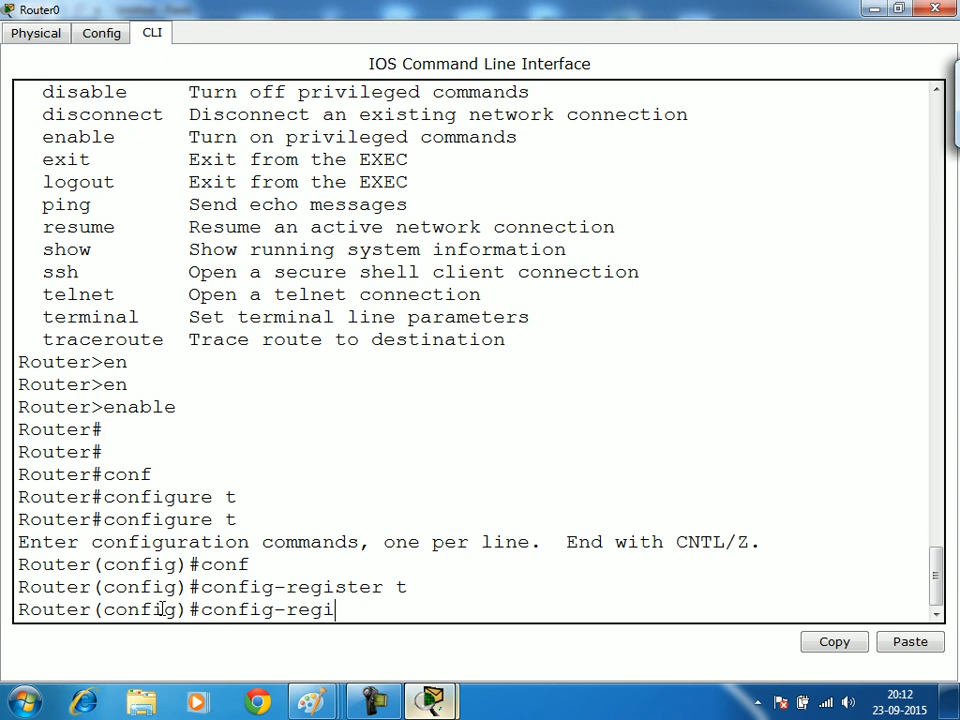 Router0
Physical Config CLI
IOS Command Line Interface
disable Turn off privileged commands
disconnect Disconnect an existing network connection
enable Turn on privileged commands
exit Exit from the EXEC
logout Exit from the EXEC
ping Send echo messages
resume Resume an active network connection
show Show running system information
ssh Open a secure shell client connection
telnet Open a telnet connection
terminal Set terminal line parameters
traceroute Trace route to destination
Router>en
Router>en
Router>enable
Router#
Router#
Router#conf
Router#configure t
Router#configure t
Enter configuration commands, one per line. End with CNTL/Z.
Router(config)#conf
Router(config)#config-register t
Router(config)#config-regi
Copy Paste
20:12
23-09-2015